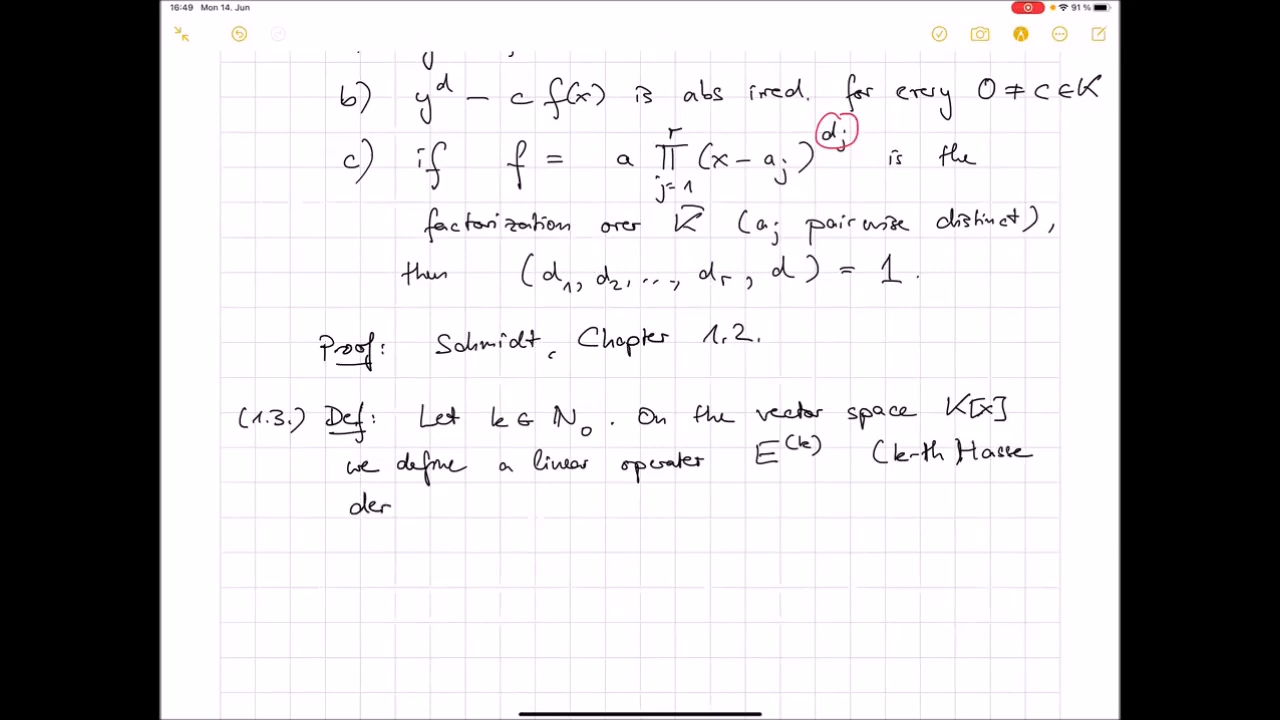 16:49 Mon 14. Jun
91 %
b) y^d - c f(x) is abs irred. for every 0 ≠ c ∈ K
c) if f = a ∏_{j=1}^{r} (x - a_j)^{d_j} is the
factorization over K̄ (a_j pairwise distinct),
then (d_1, d_2, ..., d_r, d) = 1.
Proof: Schmidt, Chapter 1.2.
(1.3.) Def: Let k ∈ ℕ_0. On the vector space K[x]
we define a linear operater E^(k) (k-th Hasse
der